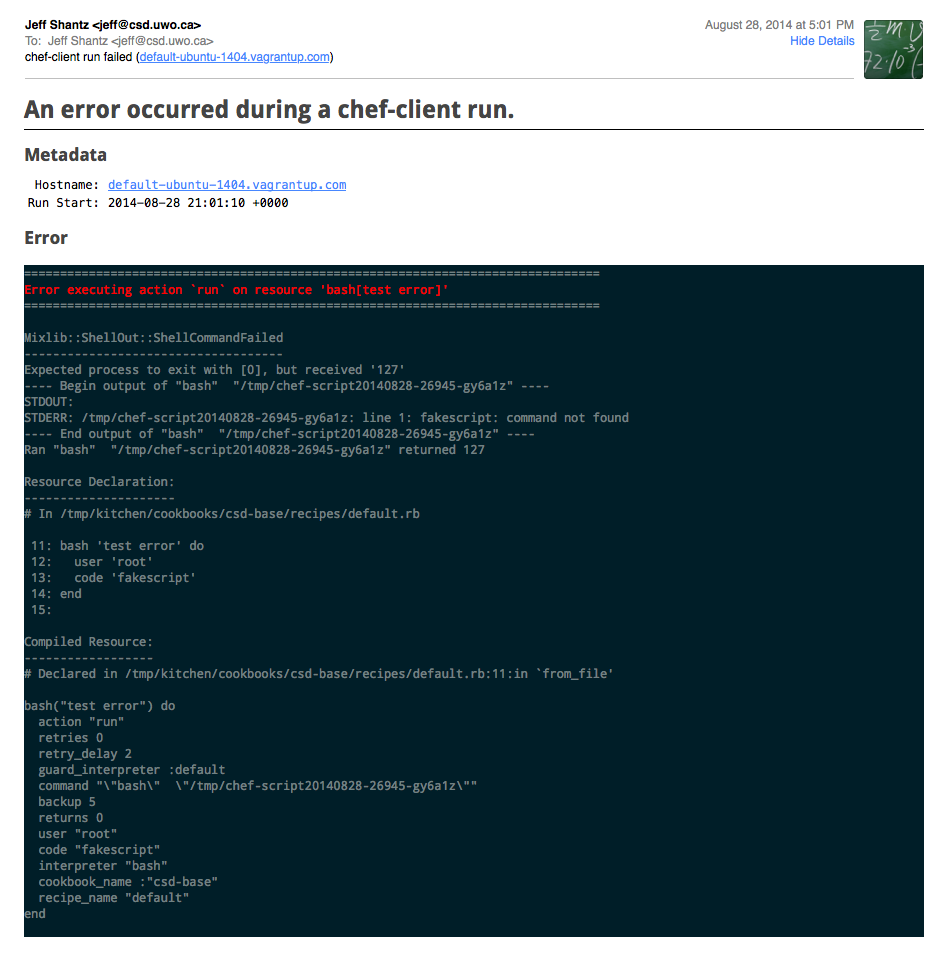 Jeff Shantz <jeff@csd.uwo.ca>
August 28, 2014 at 5:01 PM
To: Jeff Shantz <jeff@csd.uwo.ca>
Hide Details
chef-client run failed (default-ubuntu-1404.vagrantup.com)
An error occurred during a chef-client run.
Metadata
Hostname: default-ubuntu-1404.vagrantup.com
Run Start: 2014-08-28 21:01:10 +0000
Error
================================================================================
Error executing action `run` on resource 'bash[test error]'
================================================================================
Mixlib::ShellOut::ShellCommandFailed
------------------------------------
Expected process to exit with [0], but received '127'
---- Begin output of "bash"  "/tmp/chef-script20140828-26945-gy6a1z" ----
STDOUT:
STDERR: /tmp/chef-script20140828-26945-gy6a1z: line 1: fakescript: command not found
---- End output of "bash"  "/tmp/chef-script20140828-26945-gy6a1z" ----
Ran "bash"  "/tmp/chef-script20140828-26945-gy6a1z" returned 127
Resource Declaration:
---------------------
# In /tmp/kitchen/cookbooks/csd-base/recipes/default.rb
11: bash 'test error' do
12:   user 'root'
13:   code 'fakescript'
14: end
15:
Compiled Resource:
------------------
# Declared in /tmp/kitchen/cookbooks/csd-base/recipes/default.rb:11:in `from_file'
bash("test error") do
  action "run"
  retries 0
  retry_delay 2
  guard_interpreter :default
  command "\"bash\"  \"/tmp/chef-script20140828-26945-gy6a1z\""
  backup 5
  returns 0
  user "root"
  code "fakescript"
  interpreter "bash"
  cookbook_name :"csd-base"
  recipe_name "default"
end